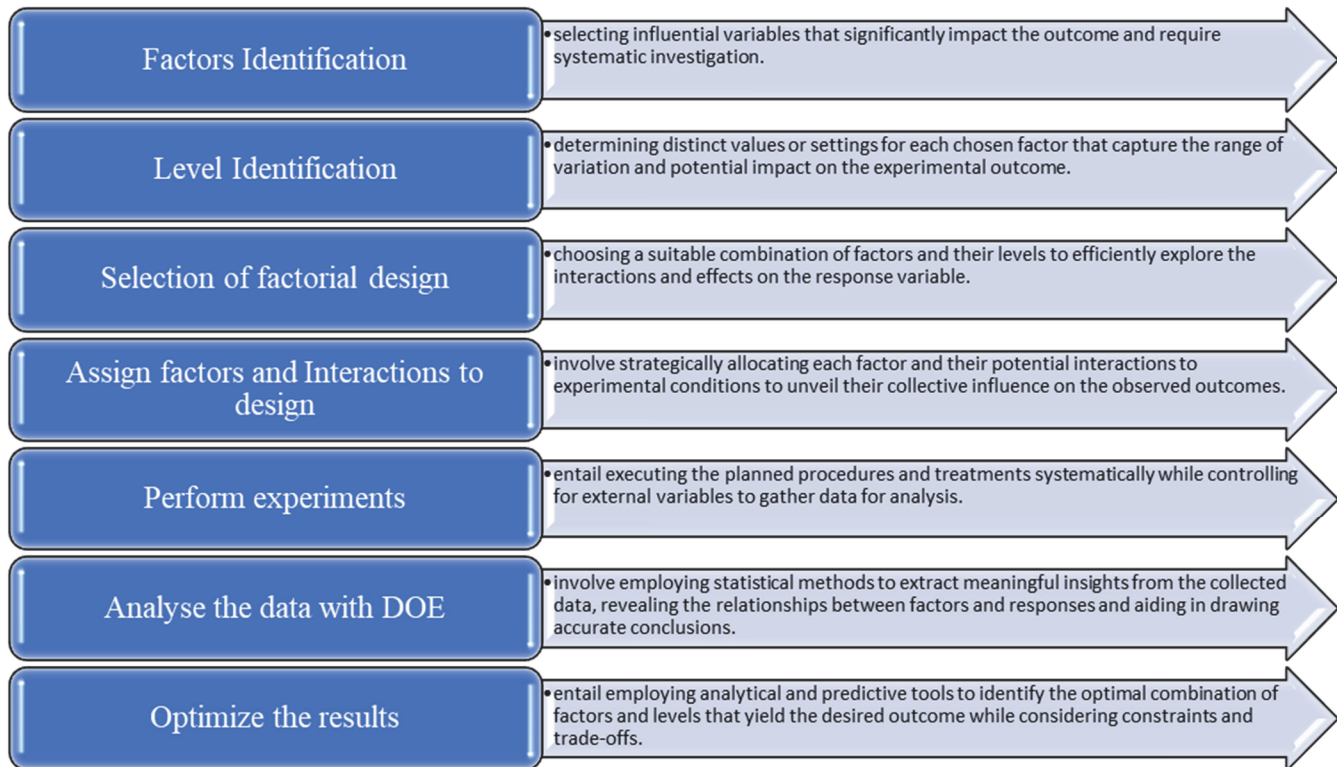 Factors Identification
•selecting influential variables that significantly impact the outcome and require
systematic investigation.
Level Identification
•determining distinct values or settings for each chosen factor that capture the range of
variation and potential impact on the experimental outcome.
Selection of factorial design
•choosing a suitable combination of factors and their levels to efficiently explore the
interactions and effects on the response variable.
Assign factors and Interactions to
design
•involve strategically allocating each factor and their potential interactions to
experimental conditions to unveil their collective influence on the observed outcomes.
Perform experiments
•entail executing the planned procedures and treatments systematically while controlling
for external variables to gather data for analysis.
Analyse the data with DOE
•involve employing statistical methods to extract meaningful insights from the collected
data, revealing the relationships between factors and responses and aiding in drawing
accurate conclusions.
Optimize the results
•entail employing analytical and predictive tools to identify the optimal combination of
factors and levels that yield the desired outcome while considering constraints and
trade-offs.